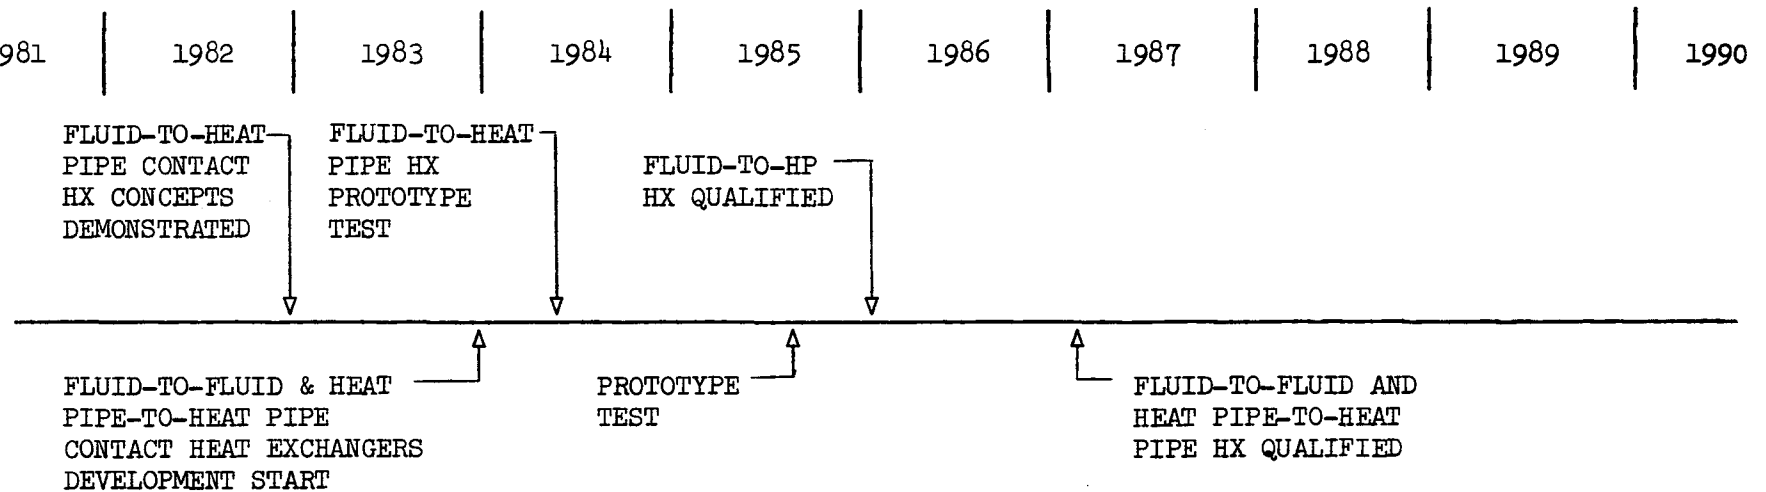 981 1982 1983 1984 1985 1986 1987 1988 1989 1990
FLUID-TO-HEAT
PIPE CONTACT
HX CONCEPTS
DEMONSTRATED
FLUID-TO-HEAT
PIPE HX
PROTOTYPE
TEST
FLUID-TO-HP
HX QUALIFIED
FLUID-TO-FLUID & HEAT
PIPE-TO-HEAT PIPE
CONTACT HEAT EXCHANGERS
DEVELOPMENT START
PROTOTYPE
TEST
FLUID-TO-FLUID AND
HEAT PIPE-TO-HEAT
PIPE HX QUALIFIED